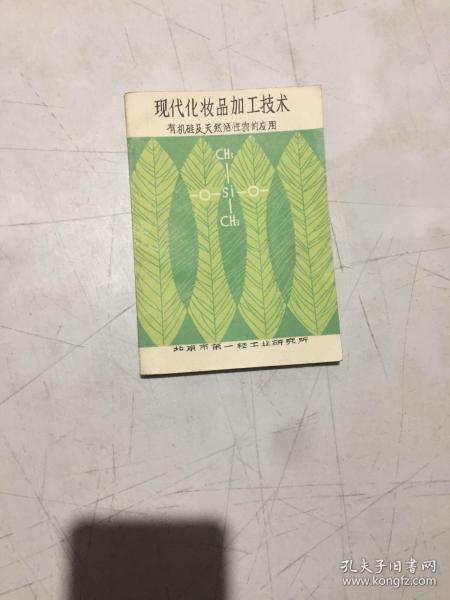 现代化妆品加工技术
有机硅及天然活性物的应用
CH₃
-O-Si-O-
CH₃
北京市第一轻工业研究所
孔夫子旧书网
www.kongfz.com